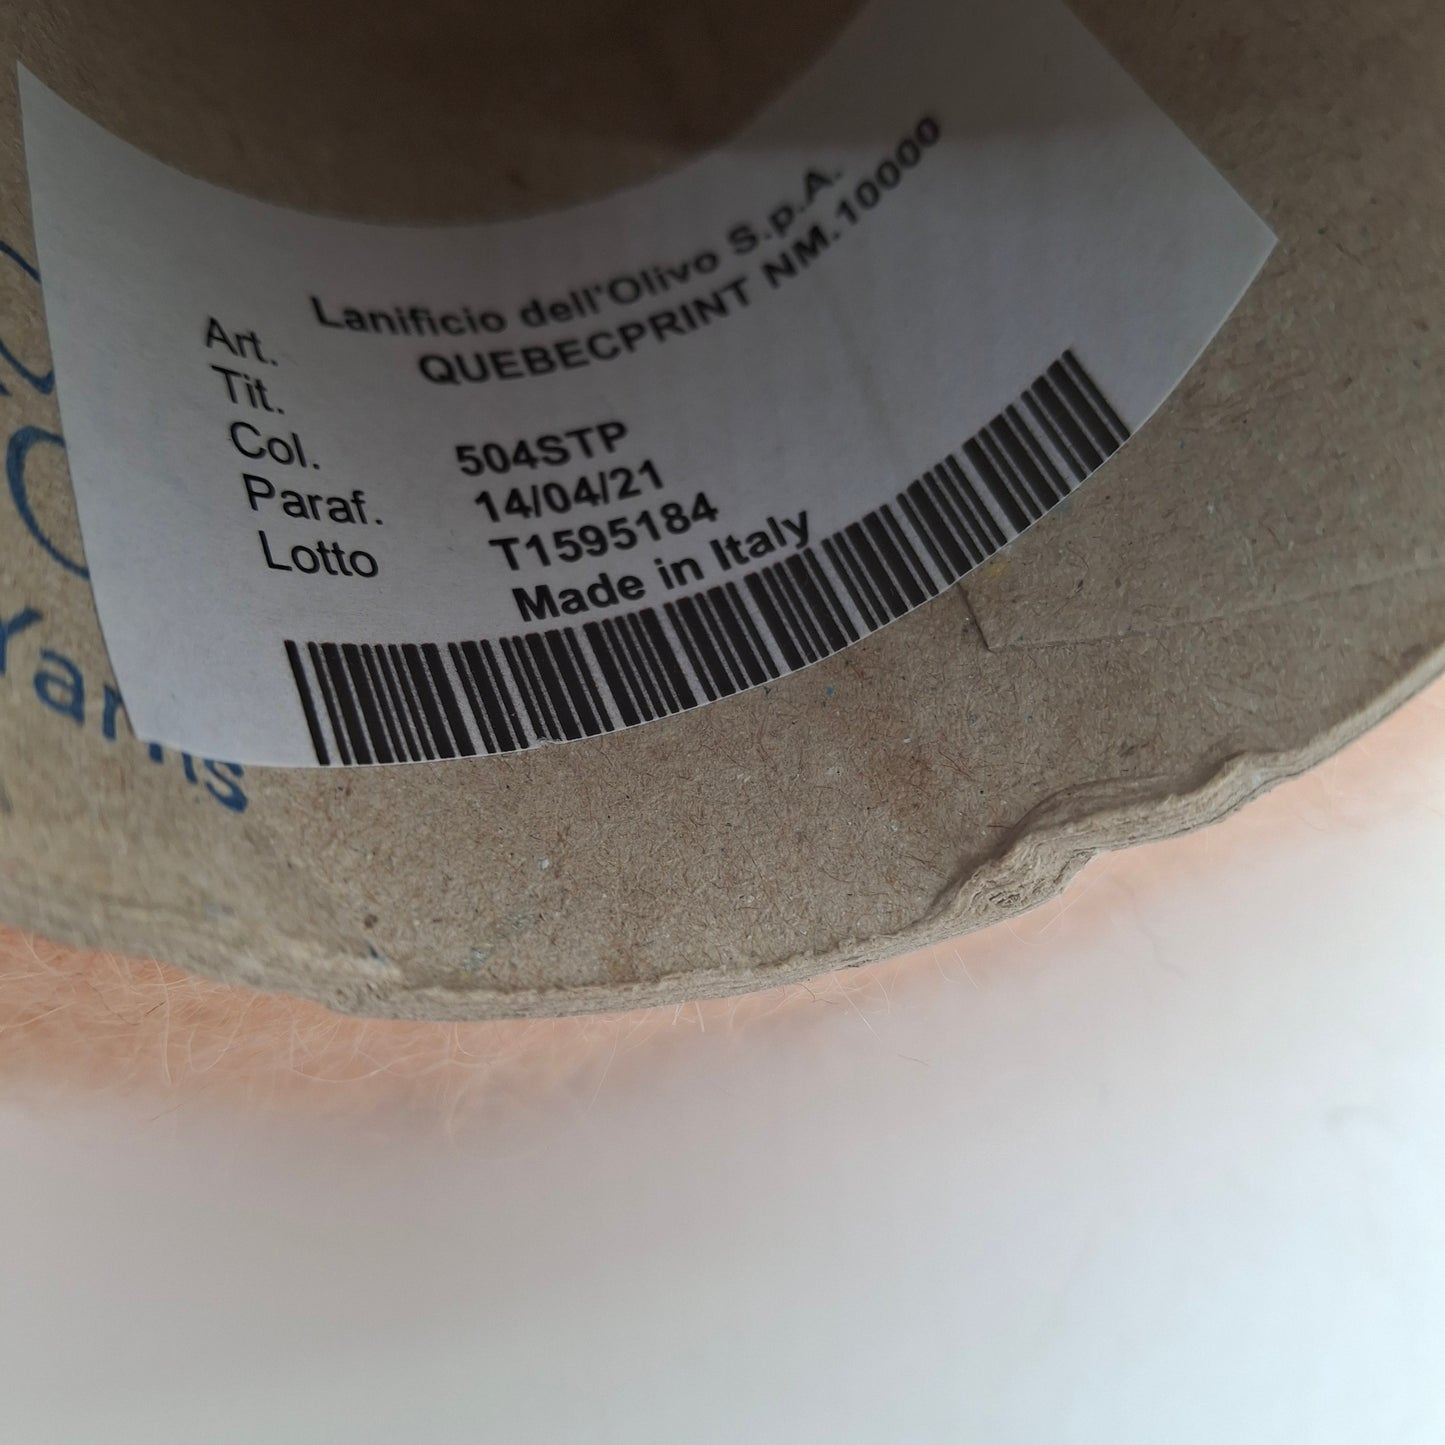 Lanificio dell'Olivo S.p.A.
Art. QUEBECPRINT NM.10000
Tit.
Col. 504STP
Paraf. 14/04/21
Lotto T1595184
Made in Italy
Yarns